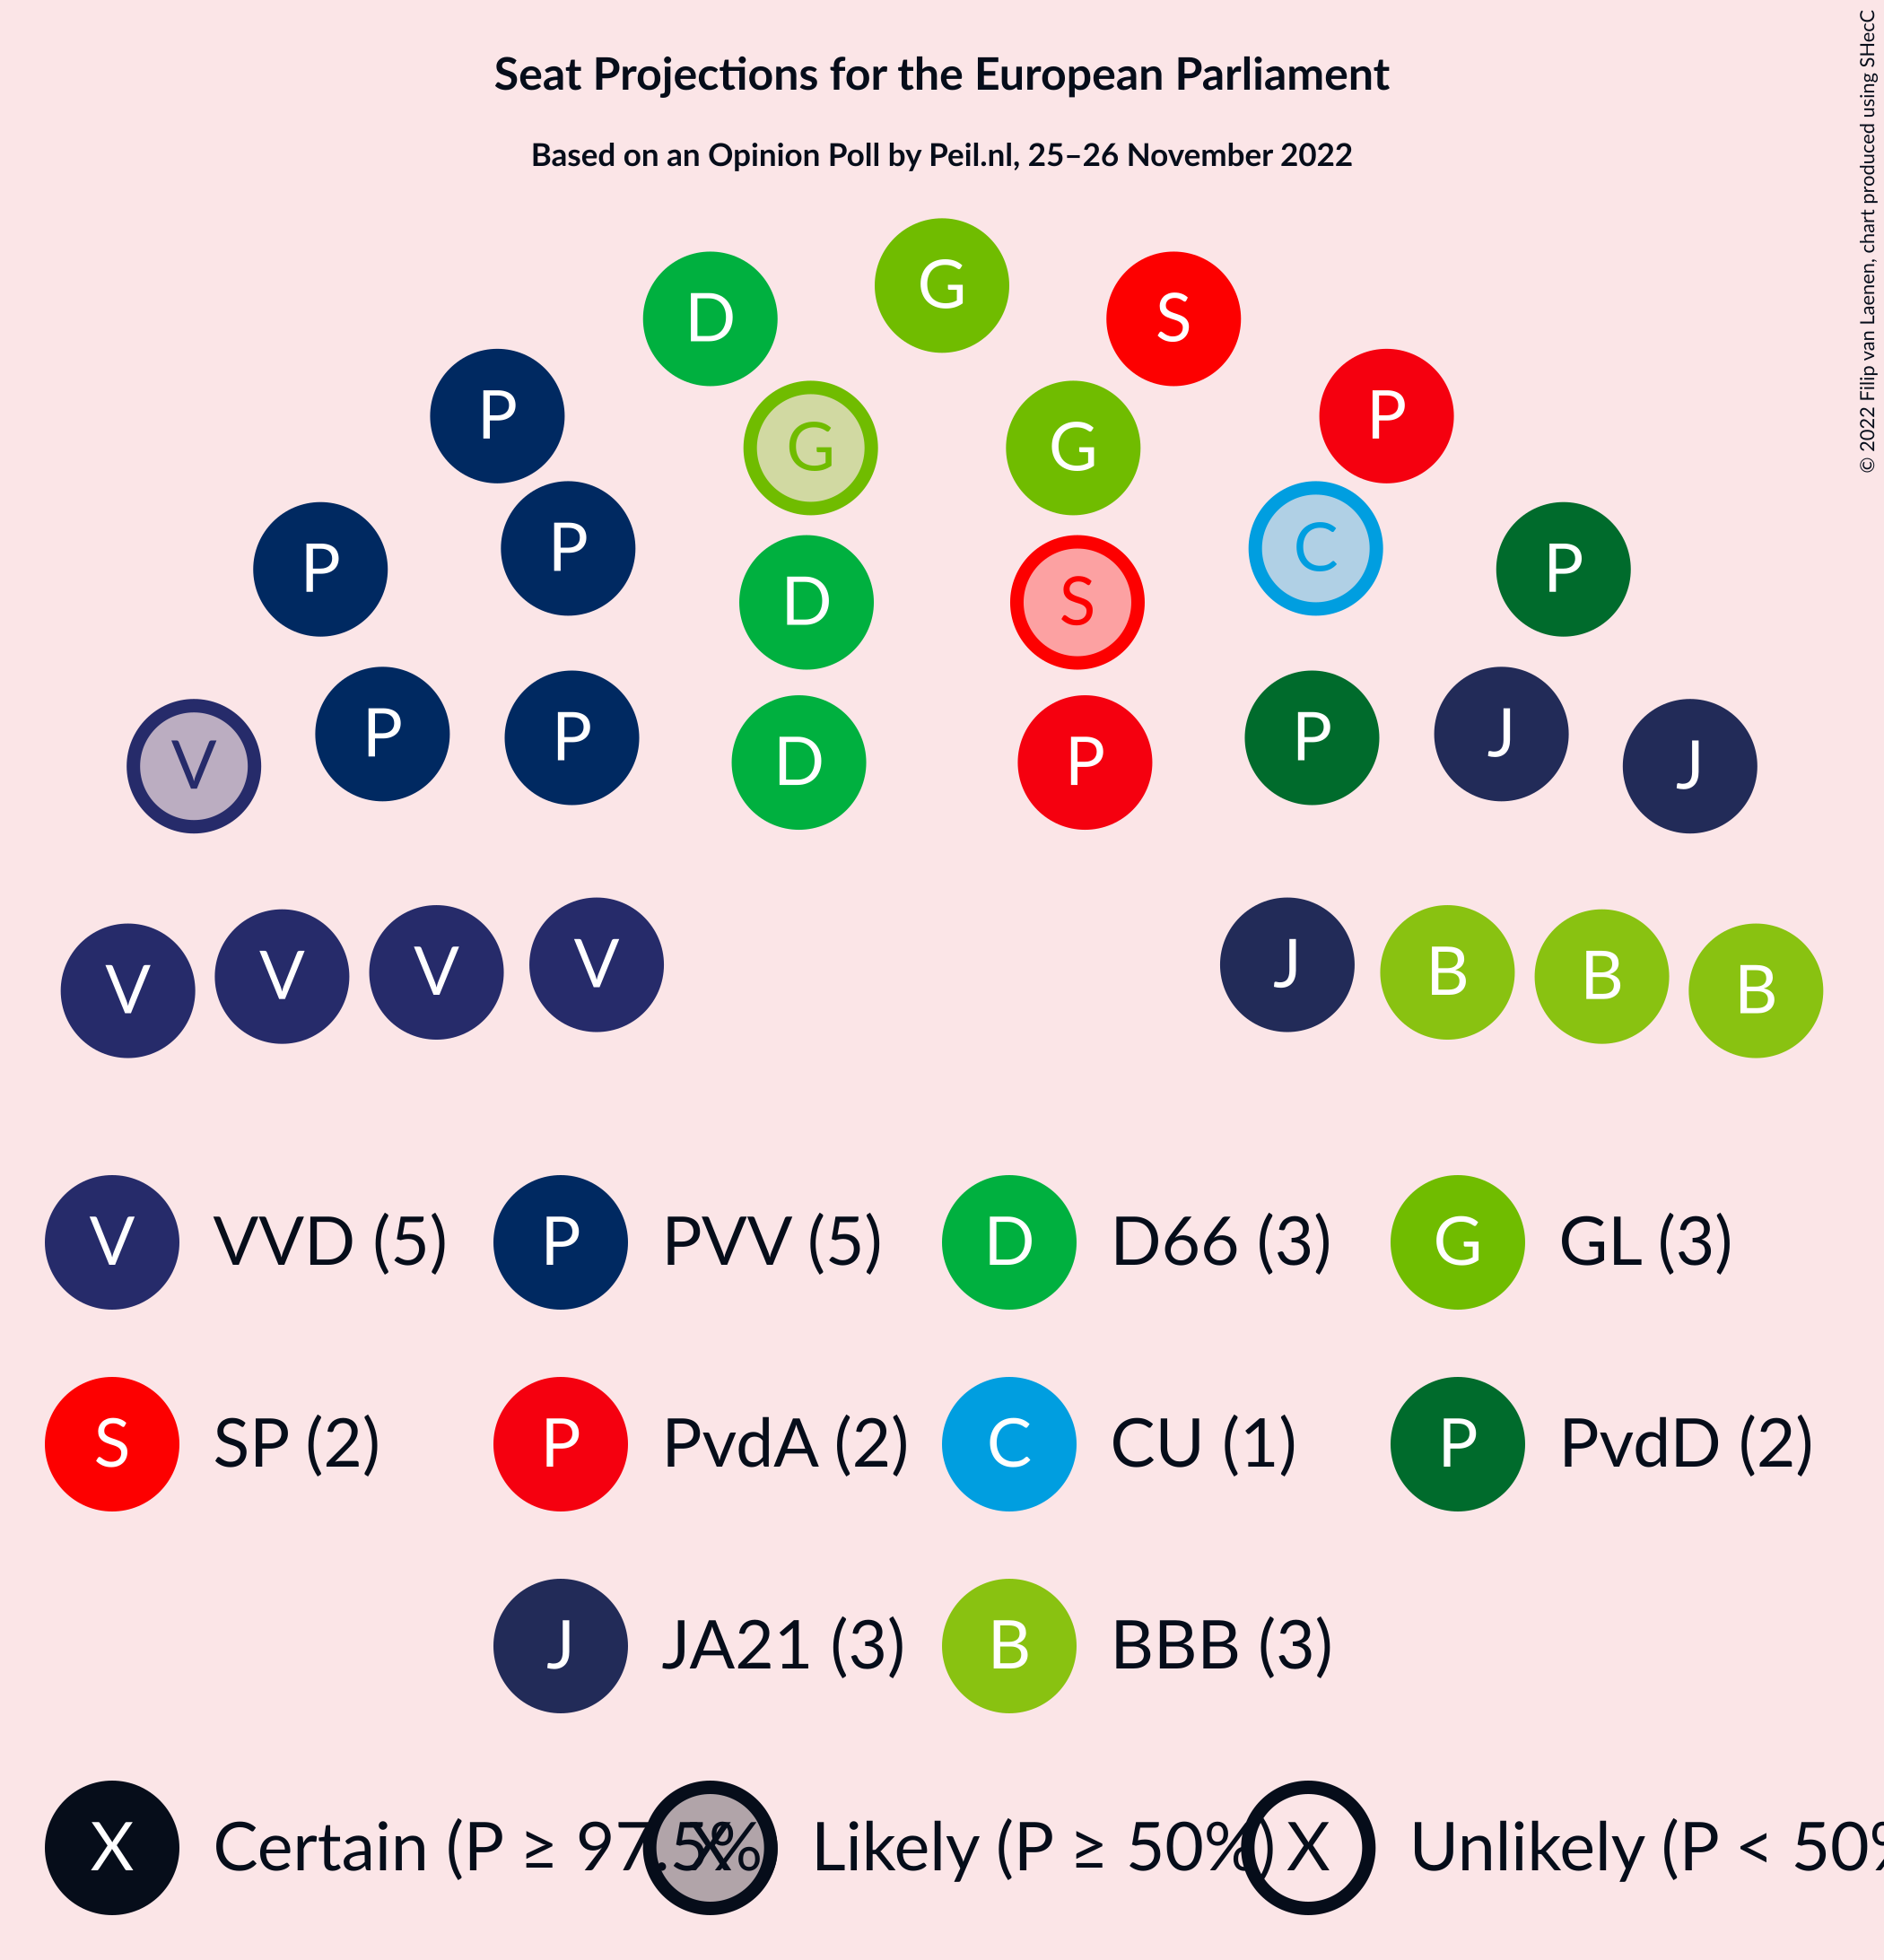 Seat Projections for the European Parliament
Based on an Opinion Poll by Peil.nl, 25–26 November 2022
© 2022 Filip van Laenen, chart produced using SHecC
G
D S
P P
G G
P P C P
D S
V P P D P P J J
V V V V J B B B
V VVD (5) P PVV (5) D D66 (3) G GL (3)
S SP (2) P PvdA (2) C CU (1) P PvdD (2)
J JA21 (3) B BBB (3)
X Certain (P ≥ 97.5% X Likely (P ≥ 50%) X Unlikely (P < 50%